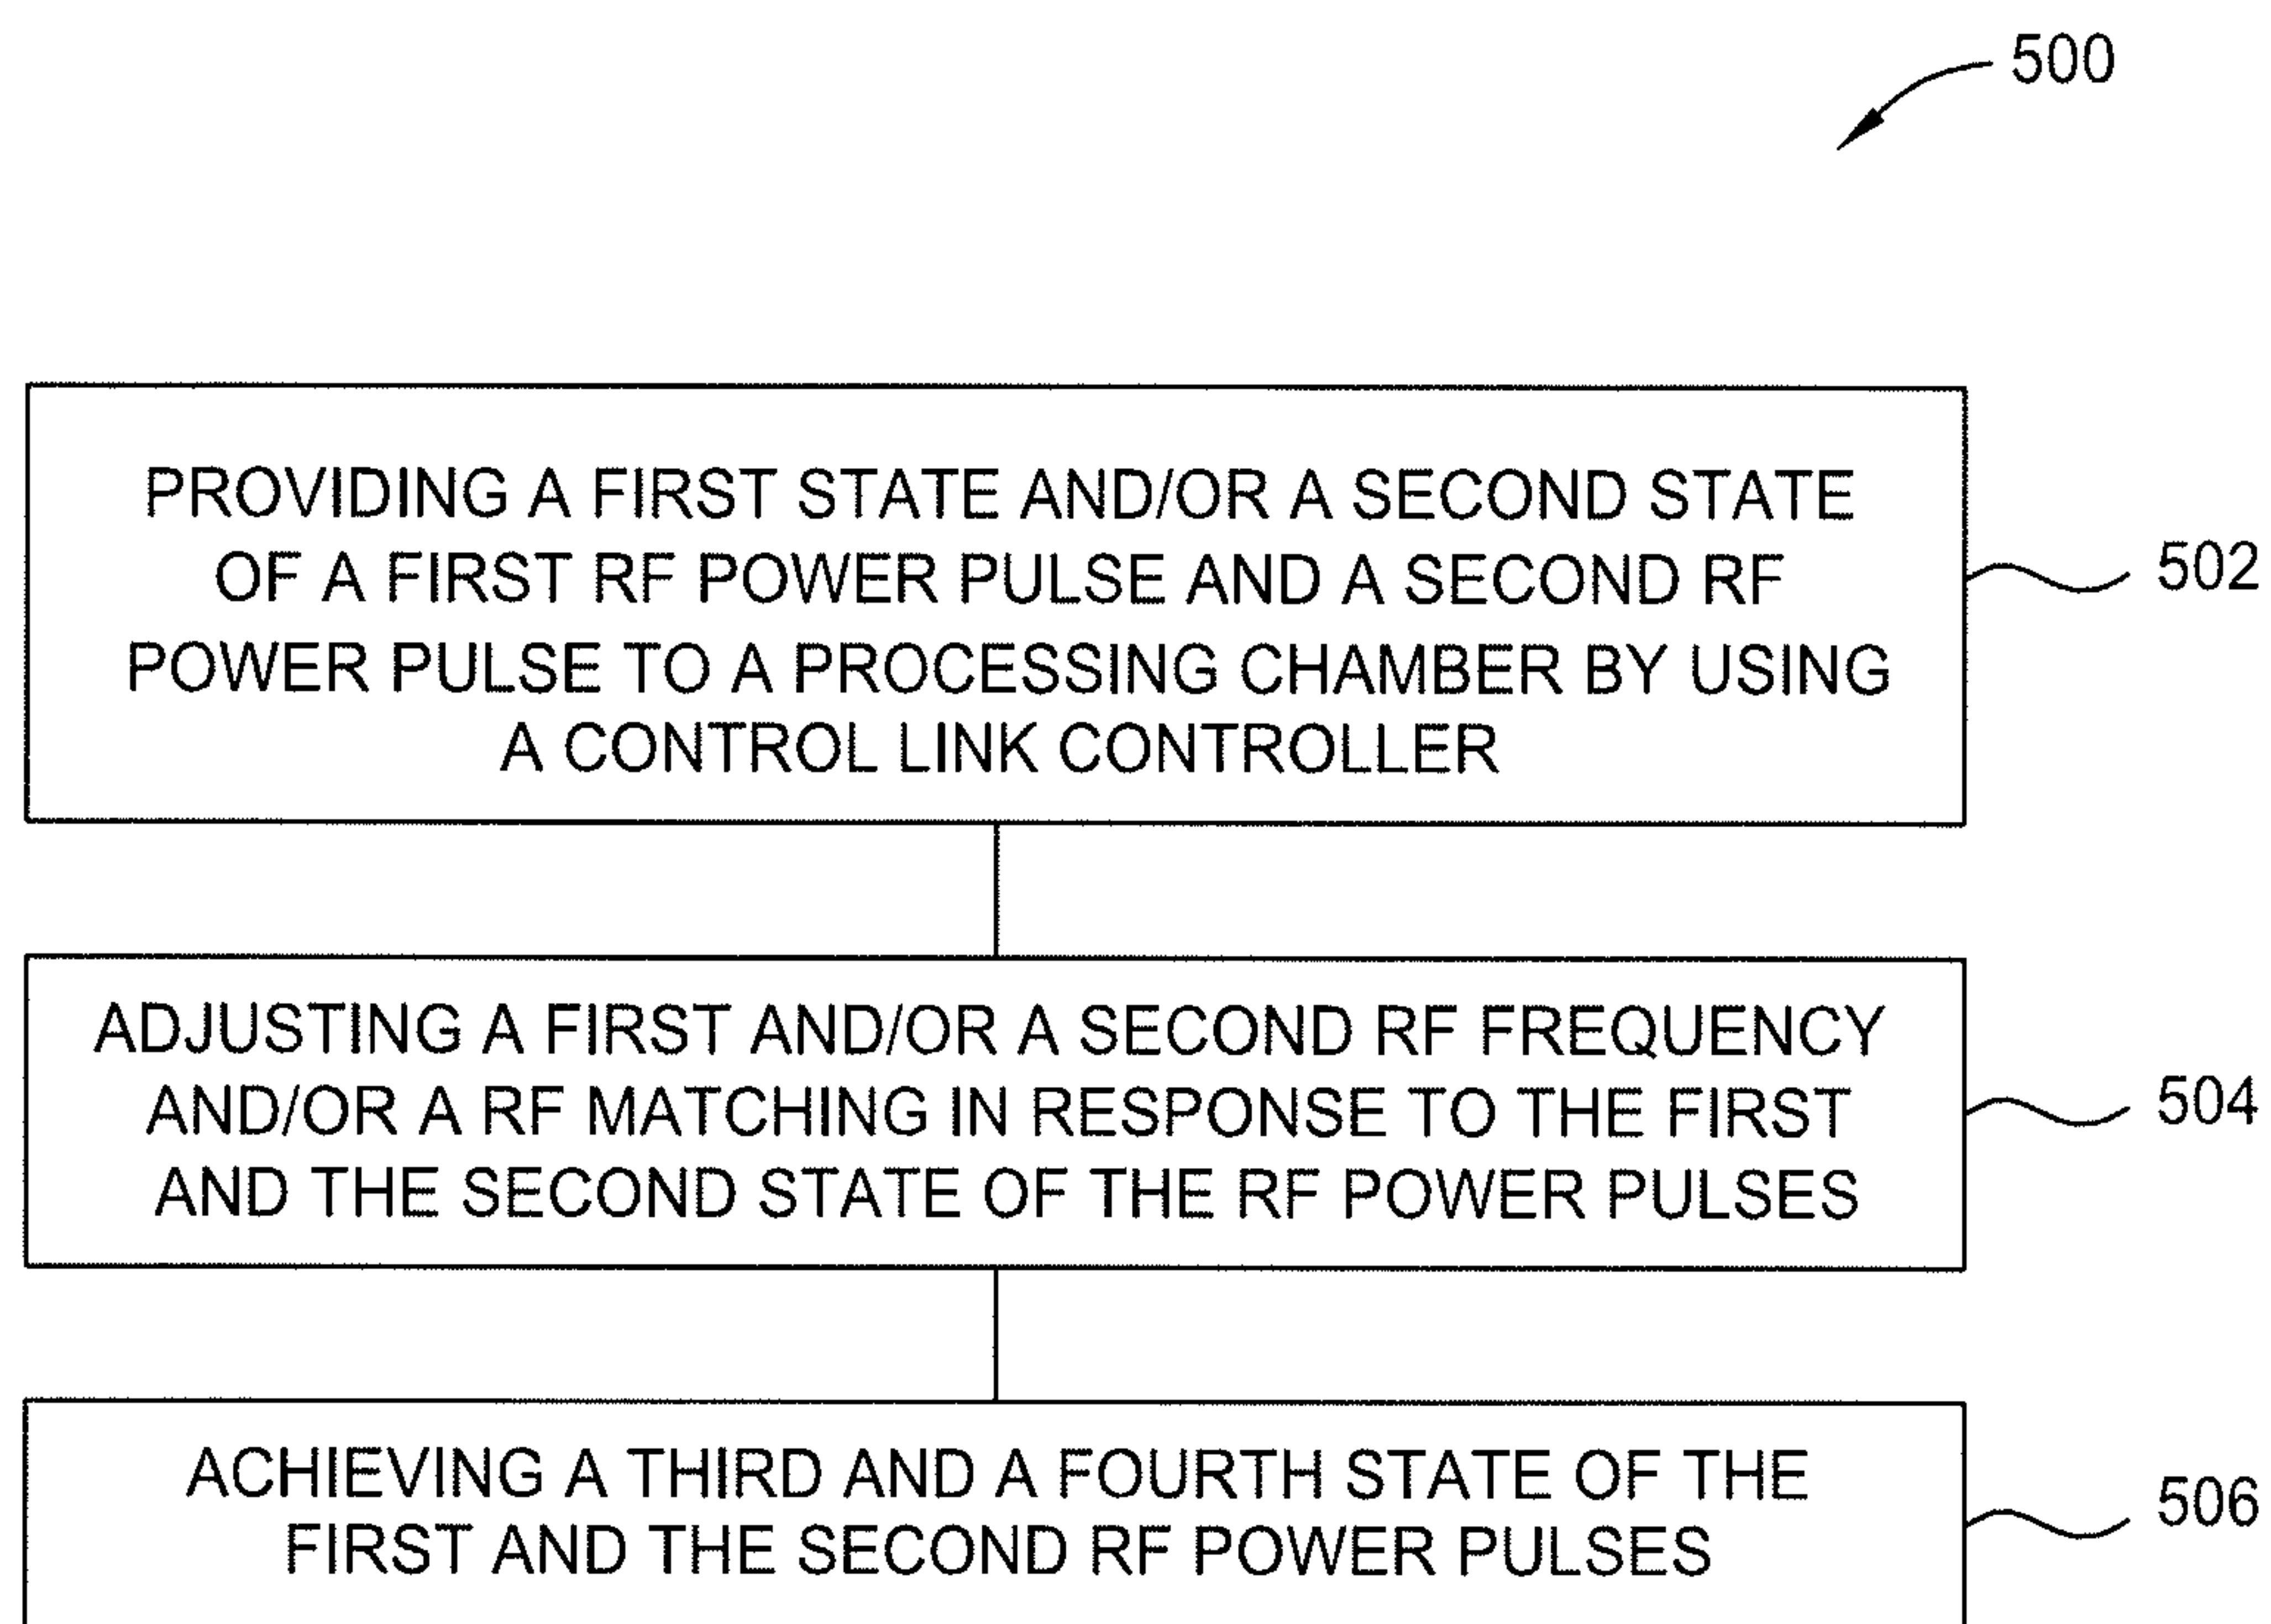 500
PROVIDING A FIRST STATE AND/OR A SECOND STATE
OF A FIRST RF POWER PULSE AND A SECOND RF
POWER PULSE TO A PROCESSING CHAMBER BY USING
A CONTROL LINK CONTROLLER
502
ADJUSTING A FIRST AND/OR A SECOND RF FREQUENCY
AND/OR A RF MATCHING IN RESPONSE TO THE FIRST
AND THE SECOND STATE OF THE RF POWER PULSES
504
ACHIEVING A THIRD AND A FOURTH STATE OF THE
FIRST AND THE SECOND RF POWER PULSES
506